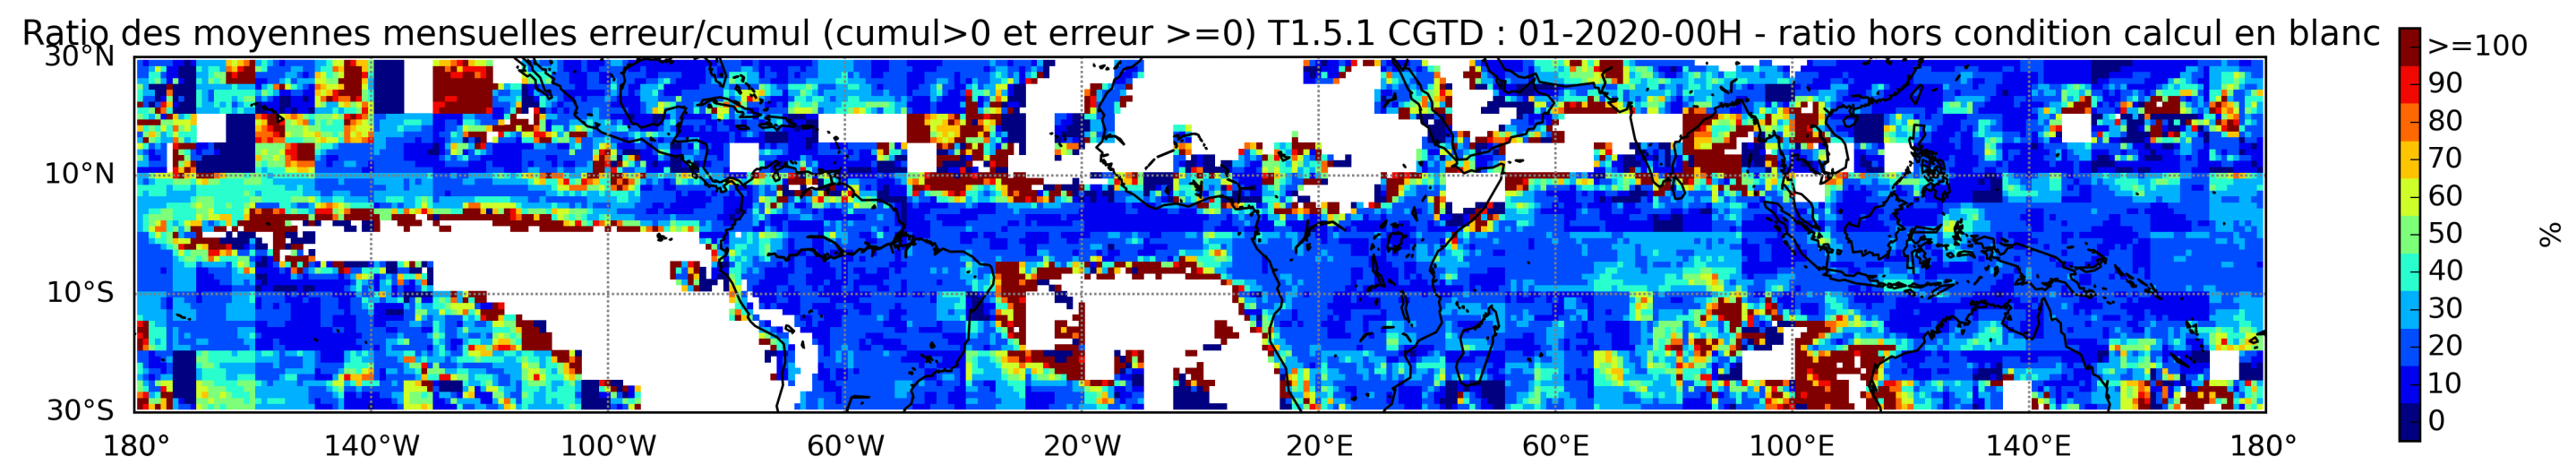 Ratio des moyennes mensuelles erreur/cumul (cumul>0 et erreur >=0) T1.5.1 CGTD : 01-2020-00H - ratio hors condition calcul en blanc
30°N
10°N
10°S
30°S
180°
140°W
100°W
60°W
20°W
20°E
60°E
100°E
140°E
180°
>=100
90
80
70
60
50
40
30
20
10
0
%